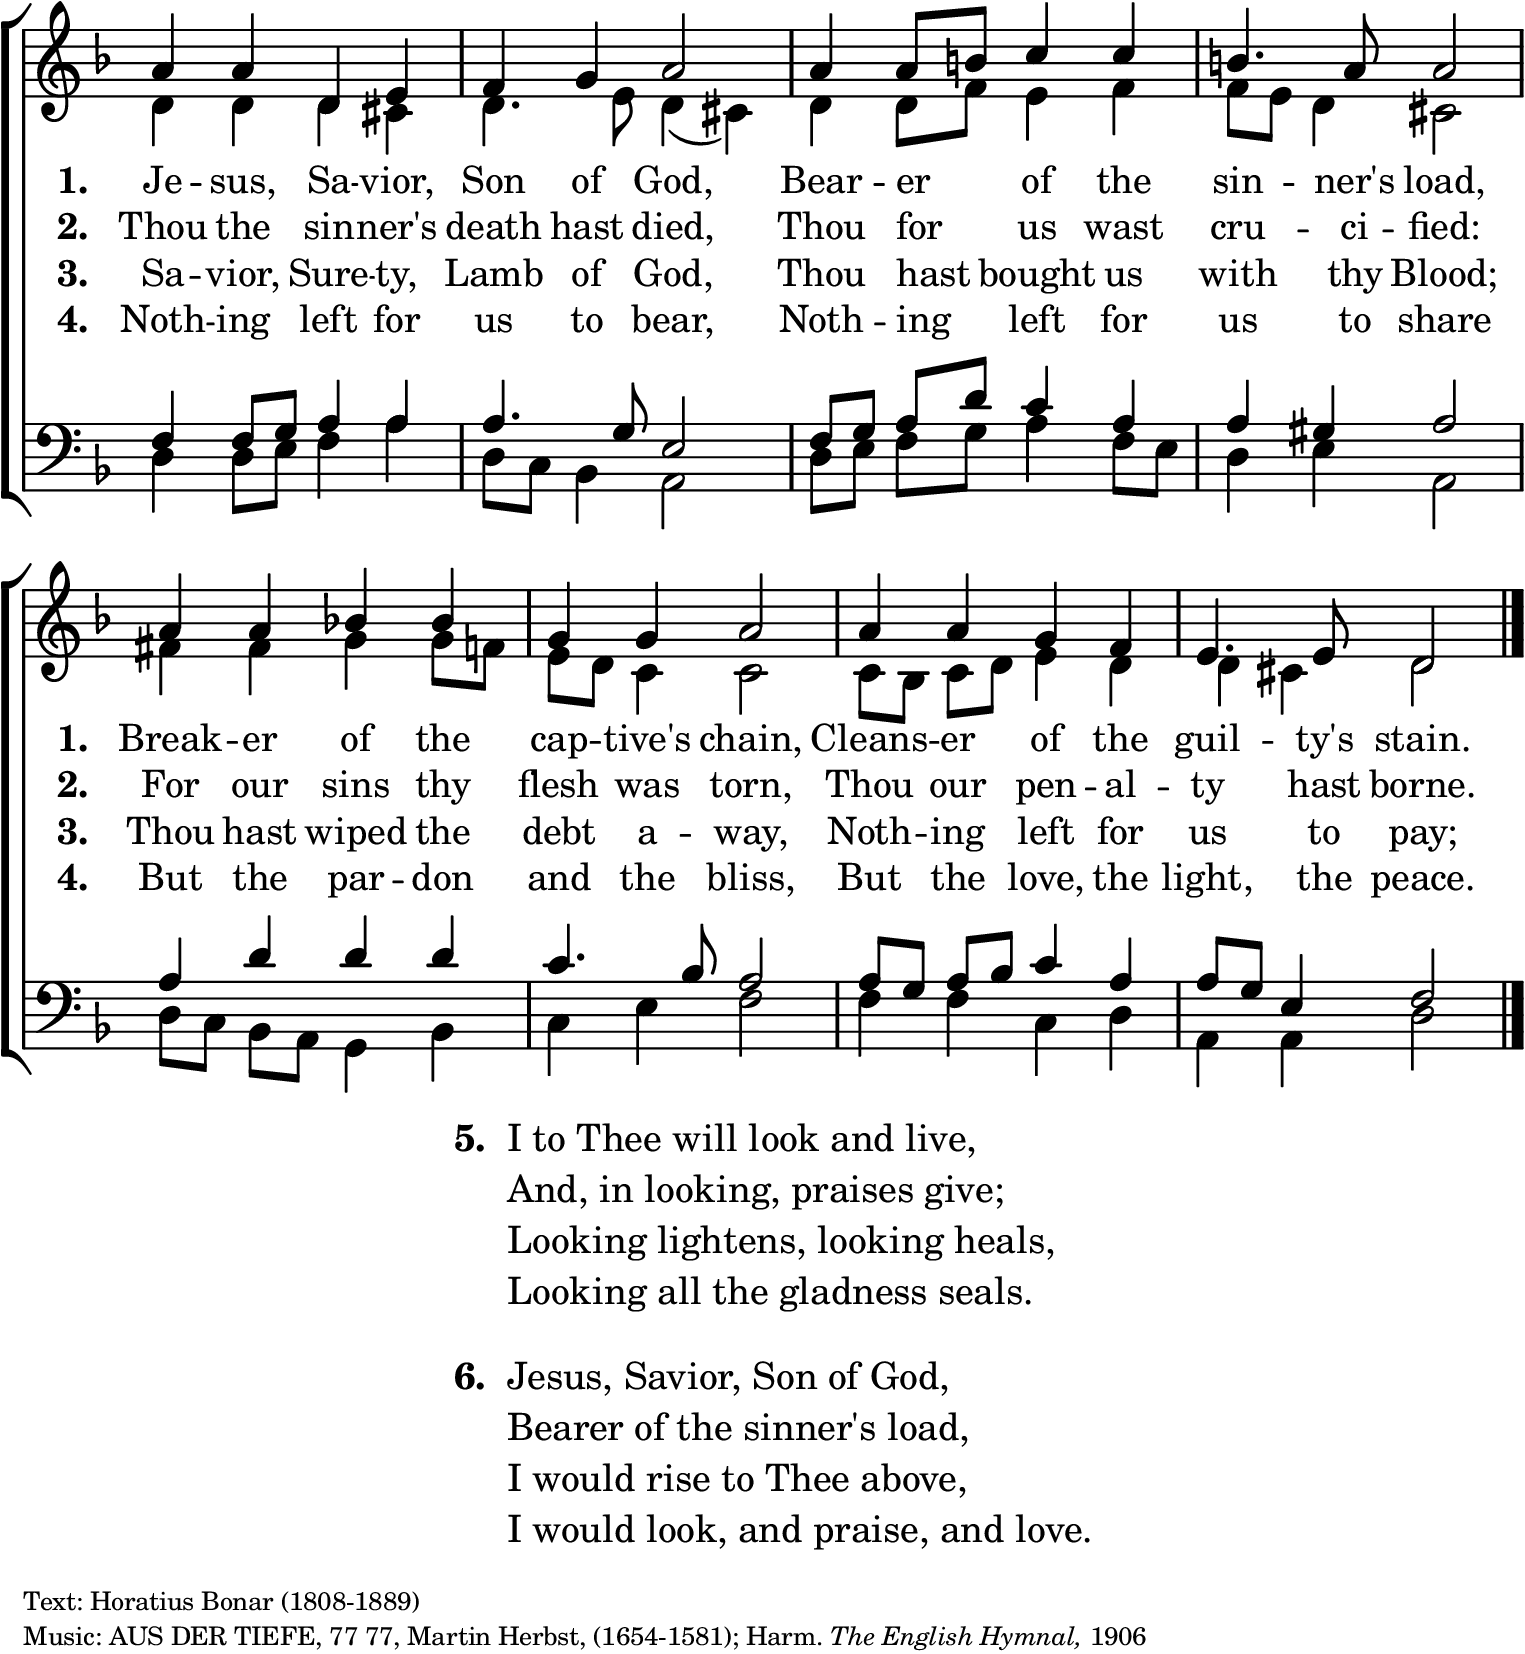 1. Je -- sus, Sa -- vior, Son of God, Bear -- er of the sin -- ner's load,
2. Thou the sinner's death hast died, Thou for us wast cru -- ci -- fied:
3. Sa -- vior, Sure -- ty, Lamb of God, Thou hast bought us with thy Blood;
4. Noth -- ing left for us to bear, Noth -- ing left for us to share
1. Break -- er of the cap -- tive's chain, Cleans -- er of the guil -- ty's stain.
2. For our sins thy flesh was torn, Thou our pen -- al -- ty hast borne.
3. Thou hast wiped the debt a -- way, Noth -- ing left for us to pay;
4. But the par -- don and the bliss, But the love, the light, the peace.
5. I to Thee will look and live,
And, in looking, praises give;
Looking lightens, looking heals,
Looking all the gladness seals.
6. Jesus, Savior, Son of God,
Bearer of the sinner's load,
I would rise to Thee above,
I would look, and praise, and love.
Text: Horatius Bonar (1808-1889)
Music: AUS DER TIEFE, 77 77, Martin Herbst, (1654-1581); Harm. The English Hymnal, 1906